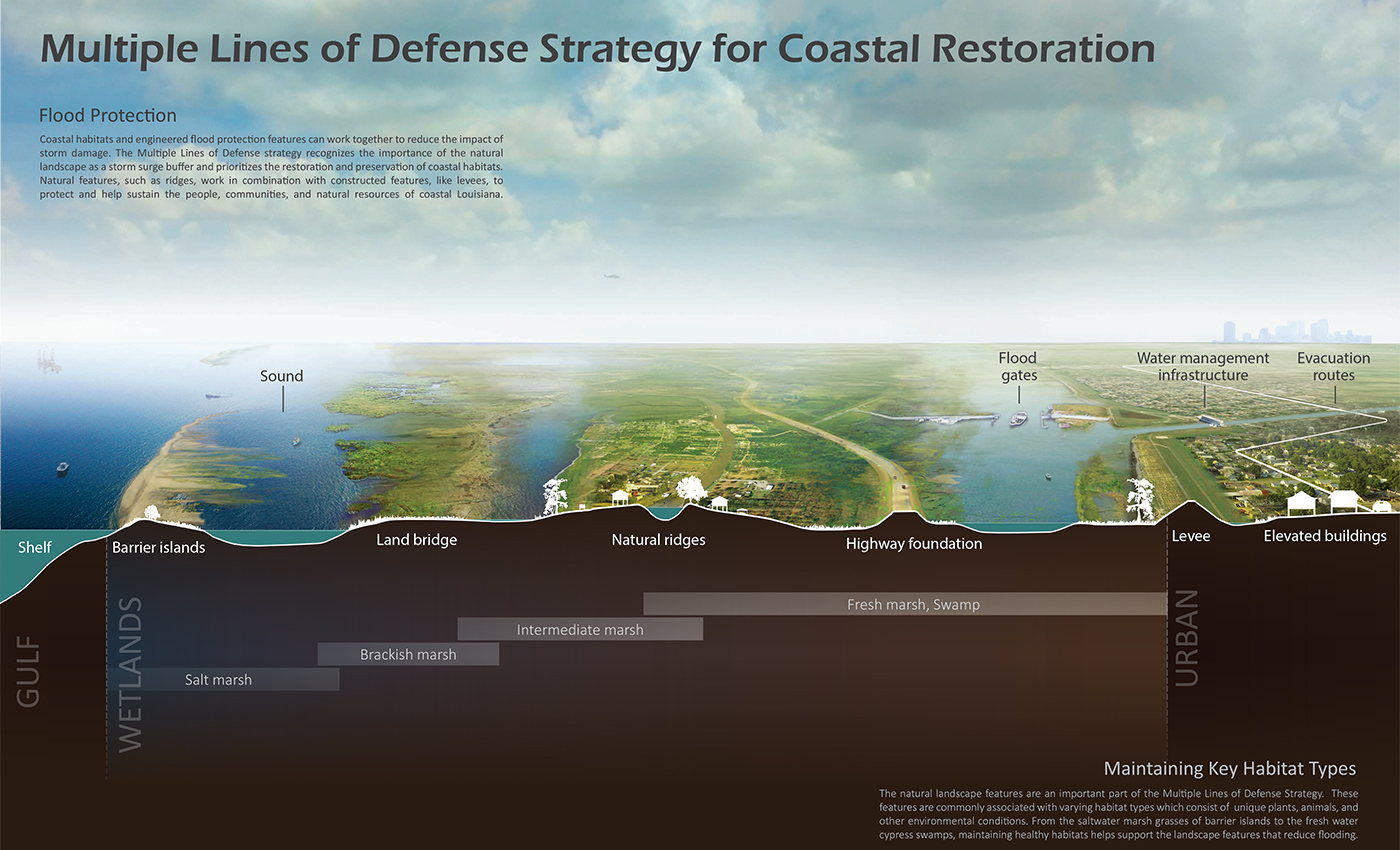 Multiple Lines of Defense Strategy for Coastal Restoration
Flood Protection
Coastal habitats and engineered flood protection features can work together to reduce the impact of
storm damage. The Multiple Lines of Defense strategy recognizes the importance of the natural
landscape as a storm surge buffer and prioritizes the restoration and preservation of coastal habitats.
Natural features, such as ridges, work in combination with constructed features, like levees, to
protect and help sustain the people, communities, and natural resources of coastal Louisiana.
Sound
Flood
gates
Water management
infrastructure
Evacuation
routes
Shelf
Barrier islands
Land bridge
Natural ridges
Highway foundation
Levee
Elevated buildings
GULF
WETLANDS
URBAN
Fresh marsh, Swamp
Intermediate marsh
Brackish marsh
Salt marsh
Maintaining Key Habitat Types
The natural landscape features are an important part of the Multiple Lines of Defense Strategy. These
features are commonly associated with varying habitat types which consist of unique plants, animals, and
other environmental conditions. From the saltwater marsh grasses of barrier islands to the fresh water
cypress swamps, maintaining healthy habitats helps support the landscape features that reduce flooding.